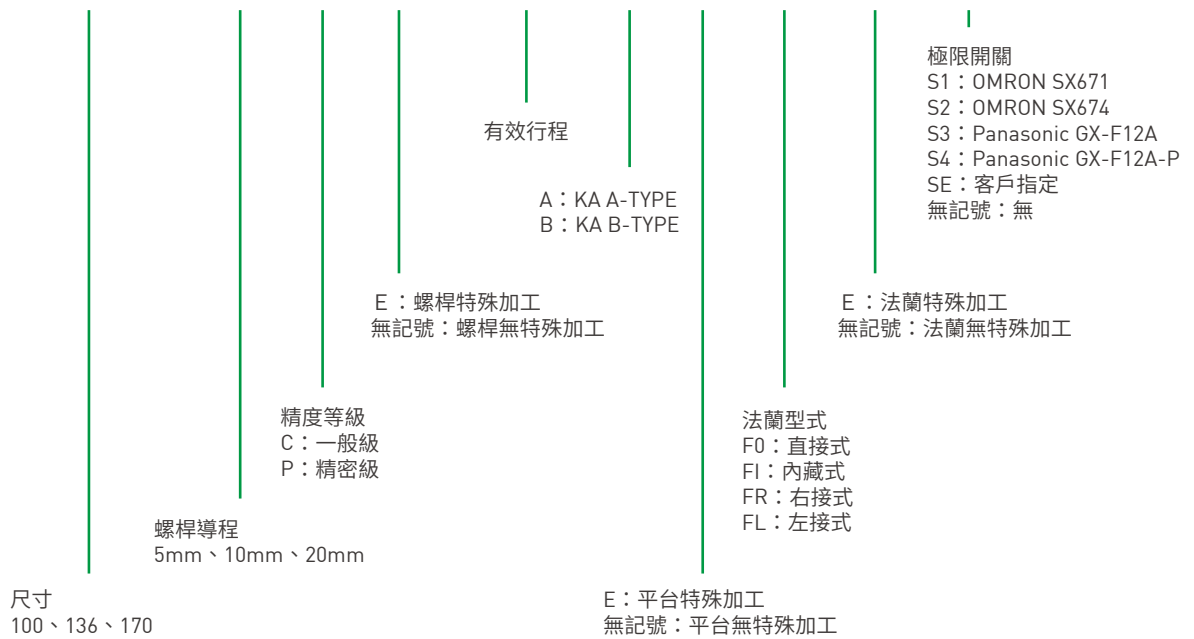 極限開關
S1：OMRON SX671
S2：OMRON SX674
S3：Panasonic GX-F12A
S4：Panasonic GX-F12A-P
SE：客戶指定
無記號：無
有效行程
A：KA A-TYPE
B：KA B-TYPE
E：螺桿特殊加工
無記號：螺桿無特殊加工
E：法蘭特殊加工
無記號：法蘭無特殊加工
精度等級
C：一般級
P：精密級
法蘭型式
F0：直接式
FI：內藏式
FR：右接式
FL：左接式
螺桿導程
5mm、10mm、20mm
尺寸
100、136、170
E：平台特殊加工
無記號：平台無特殊加工